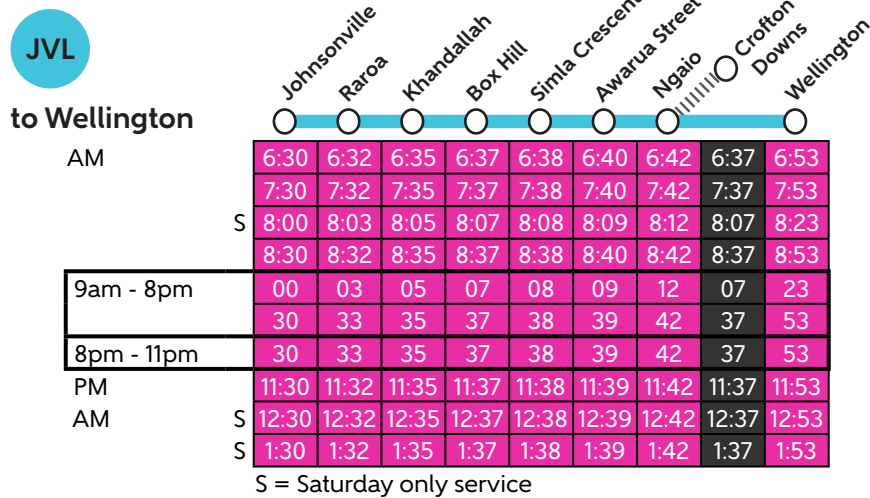 JVL
to Wellington
Johnsonville Raroa Khandallah Box Hill Simla Crescent Awarua Street Ngaio Crofton Downs Wellington
AM 6:30 6:32 6:35 6:37 6:38 6:40 6:42 6:37 6:53
7:30 7:32 7:35 7:37 7:38 7:40 7:42 7:37 7:53
S 8:00 8:03 8:05 8:07 8:08 8:09 8:12 8:07 8:23
8:30 8:32 8:35 8:37 8:38 8:40 8:42 8:37 8:53
9am - 8pm 00 03 05 07 08 09 12 07 23
30 33 35 37 38 39 42 37 53
8pm - 11pm 30 33 35 37 38 39 42 37 53
PM 11:30 11:32 11:35 11:37 11:38 11:39 11:42 11:37 11:53
AM S 12:30 12:32 12:35 12:37 12:38 12:39 12:42 12:37 12:53
S 1:30 1:32 1:35 1:37 1:38 1:39 1:42 1:37 1:53
S = Saturday only service